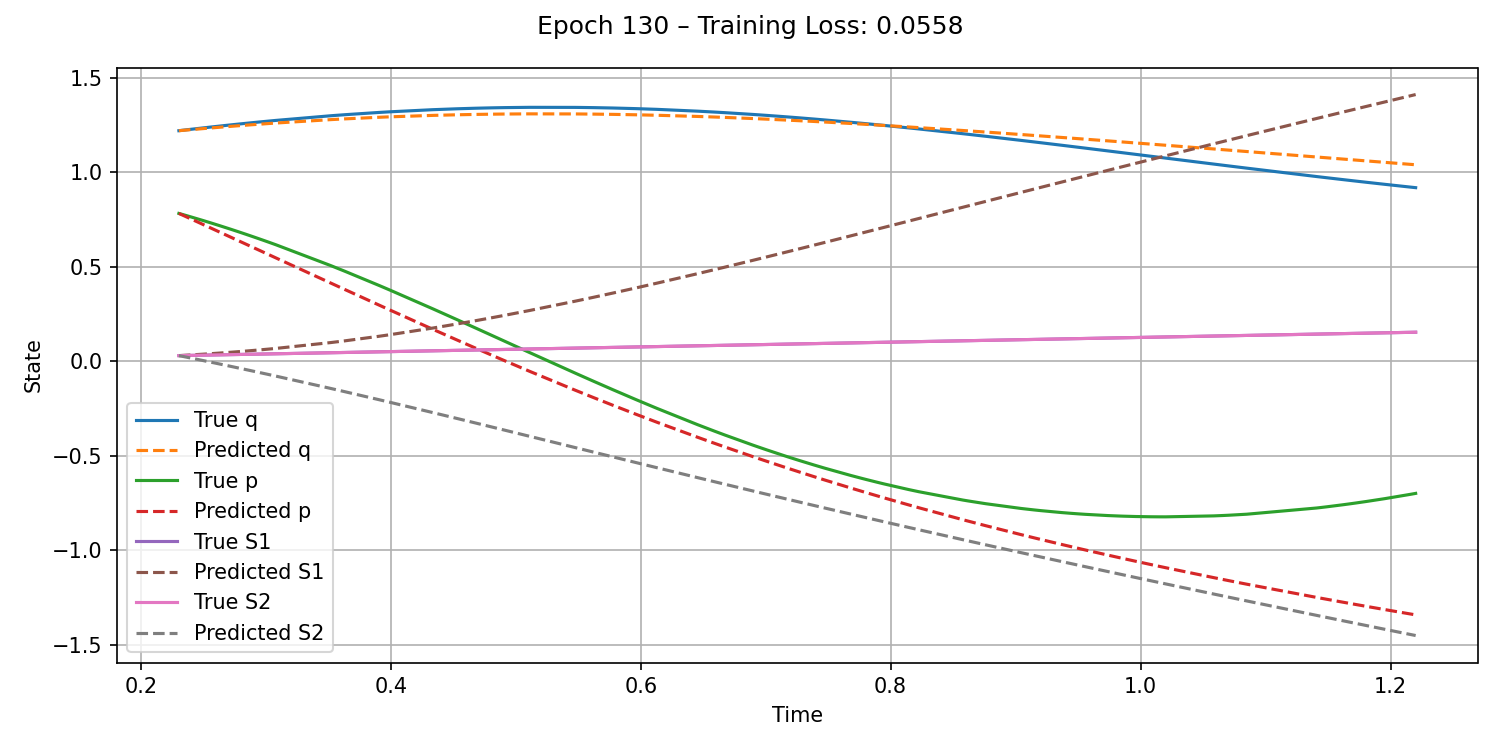 Epoch 130 – Training Loss: 0.0558
1.5
1.0
0.5
0.0
−0.5
−1.0
−1.5
State
True q
Predicted q
True p
Predicted p
True S1
Predicted S1
True S2
Predicted S2
0.2 0.4 0.6 0.8 1.0 1.2
Time